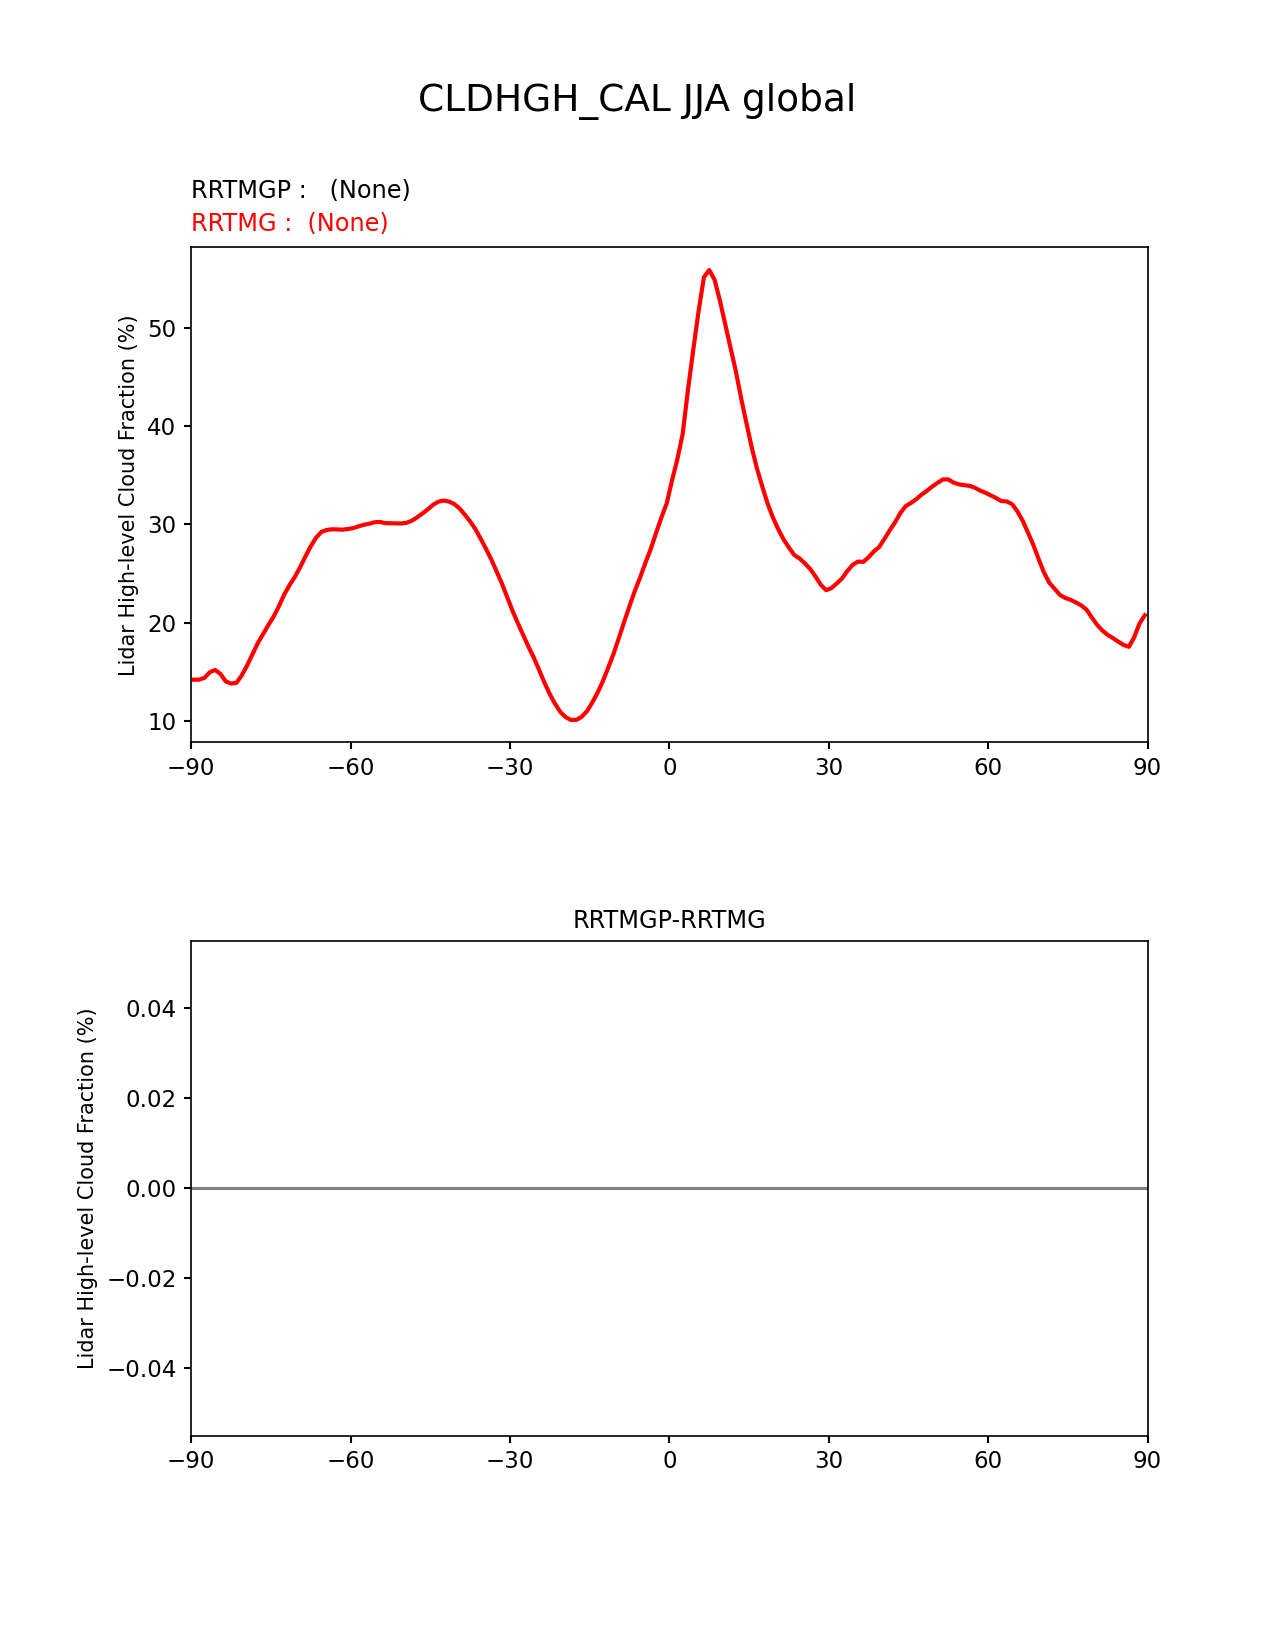 CLDHGH_CAL JJA global
RRTMGP :   (None)
RRTMG :  (None)
Lidar High-level Cloud Fraction (%)
50
40
30
20
10
−90 −60 −30 0 30 60 90
RRTMGP-RRTMG
Lidar High-level Cloud Fraction (%)
0.04
0.02
0.00
−0.02
−0.04
−90 −60 −30 0 30 60 90